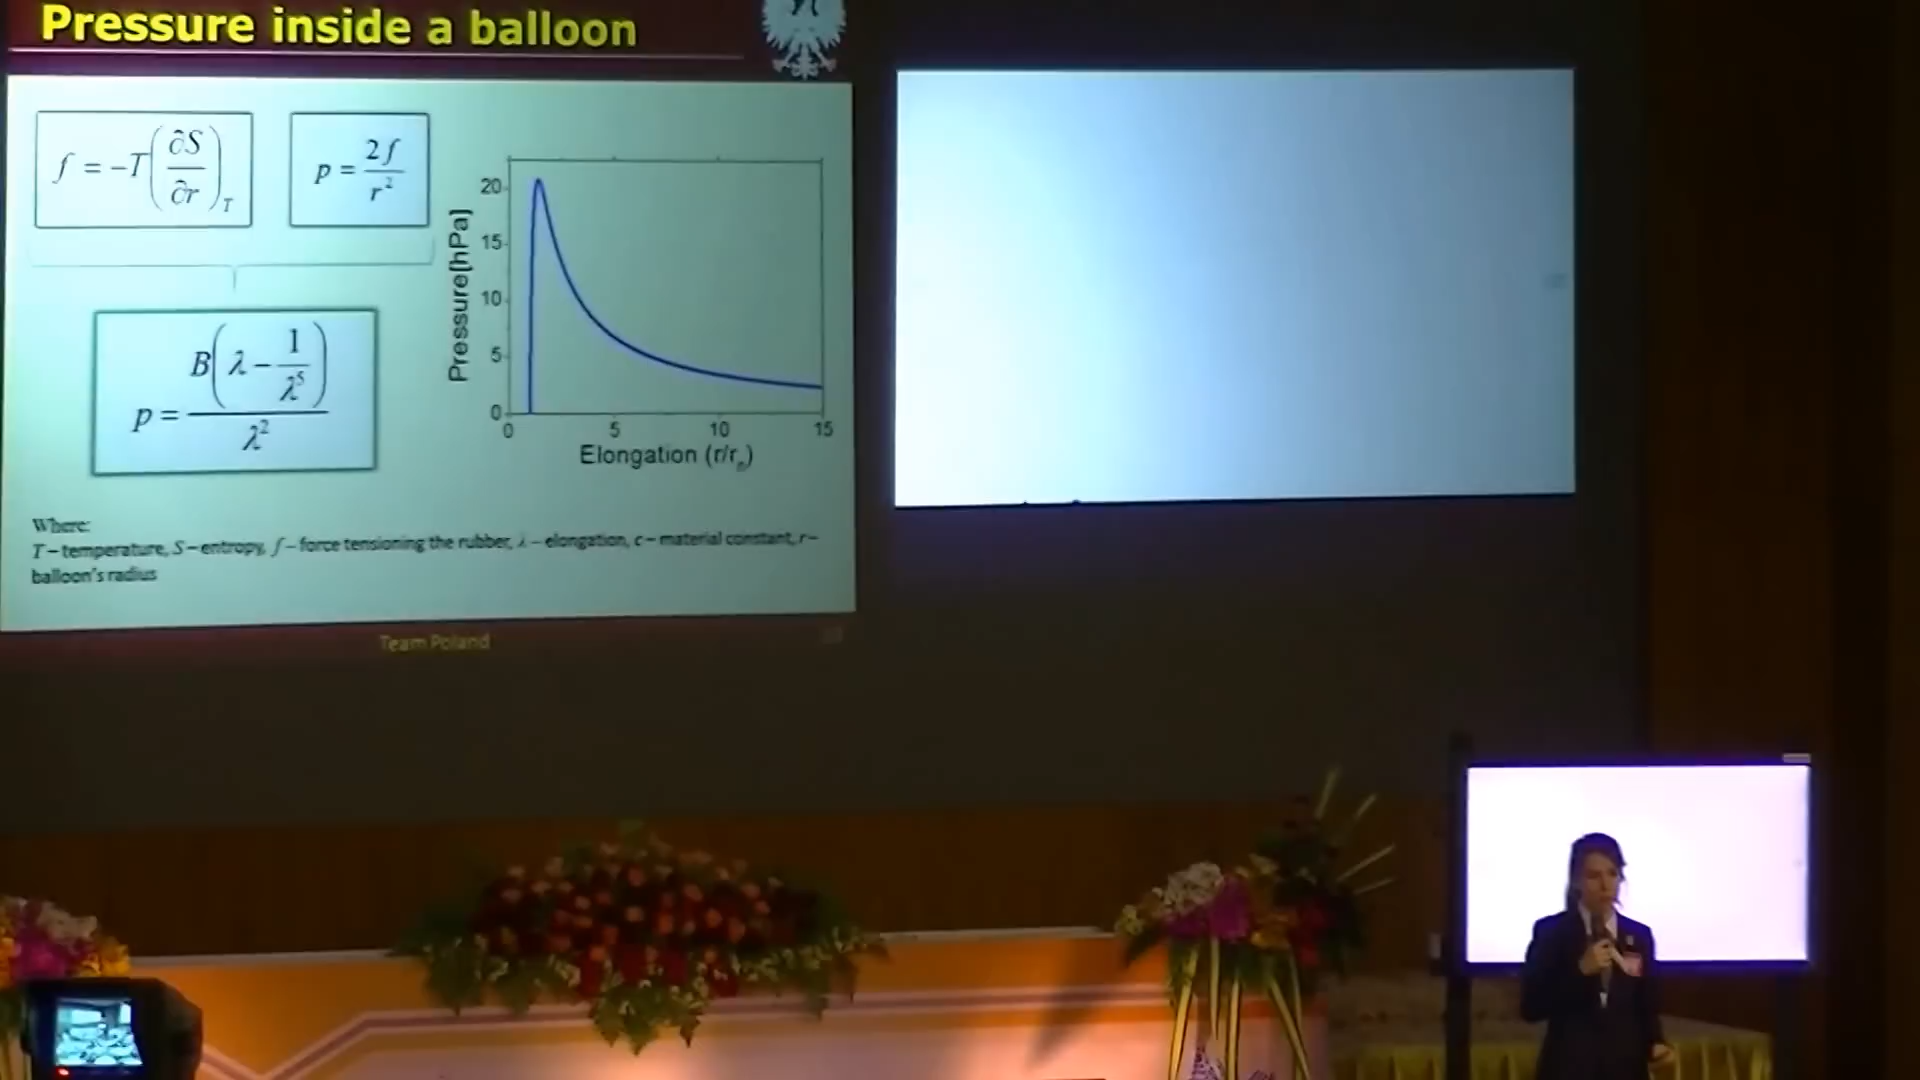 Pressure inside a balloon
f = -T(∂S/∂r)_T
p = 2f/r²
p = B(λ - 1/λ⁵)/λ²
Pressure[hPa]
20
15
10
5
0
0 5 10 15
Elongation (r/r₀)
Where:
T – temperature, S – entropy, f – force tensioning the rubber, λ – elongation, c – material constant, r –
balloon's radius
Team Poland